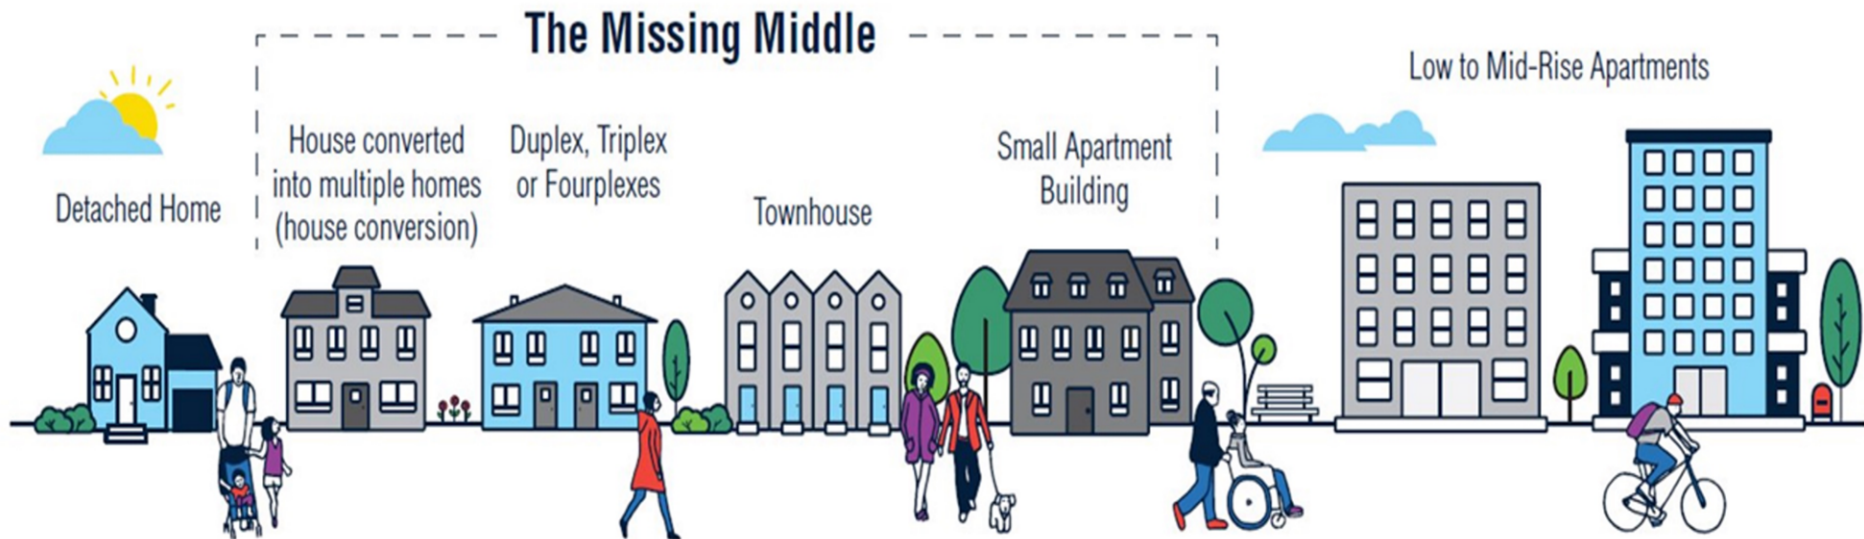 The Missing Middle
Detached Home
House converted
into multiple homes
(house conversion)
Duplex, Triplex
or Fourplexes
Townhouse
Small Apartment
Building
Low to Mid-Rise Apartments